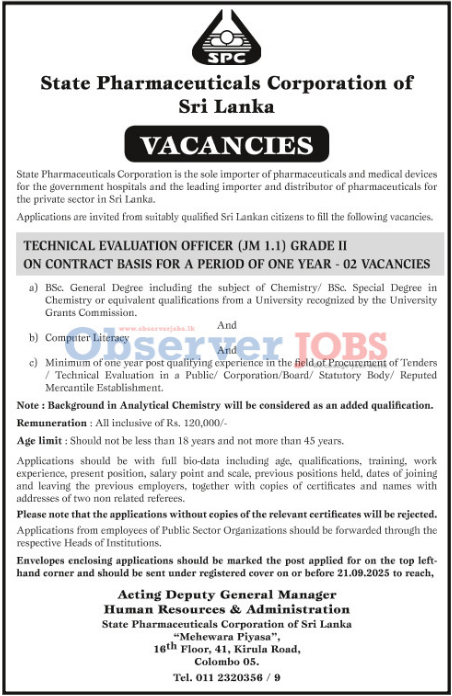 SPC
State Pharmaceuticals Corporation of
Sri Lanka
VACANCIES
State Pharmaceuticals Corporation is the sole importer of pharmaceuticals and medical devices
for the government hospitals and the leading importer and distributor of pharmaceuticals for
the private sector in Sri Lanka.
Applications are invited from suitably qualified Sri Lankan citizens to fill the following vacancies.
TECHNICAL EVALUATION OFFICER (JM 1.1) GRADE II
ON CONTRACT BASIS FOR A PERIOD OF ONE YEAR - 02 VACANCIES
a) BSc. General Degree including the subject of Chemistry/ BSc. Special Degree in
Chemistry or equivalent qualifications from a University recognized by the University
Grants Commission.
And
www.observerjobs.lk
b) Computer Literacy
Observer JOBS
And
c) Minimum of one year post qualifying experience in the field of Procurement of Tenders
/ Technical Evaluation in a Public/ Corporation/Board/ Statutory Body/ Reputed
Mercantile Establishment.
Note : Background in Analytical Chemistry will be considered as an added qualification.
Remuneration : All inclusive of Rs. 120,000/-
Age limit : Should not be less than 18 years and not more than 45 years.
Applications should be with full bio-data including age, qualifications, training, work
experience, present position, salary point and scale, previous positions held, dates of joining
and leaving the previous employers, together with copies of certificates and names with
addresses of two non related referees.
Please note that the applications without copies of the relevant certificates will be rejected.
Applications from employees of Public Sector Organizations should be forwarded through the
respective Heads of Institutions.
Envelopes enclosing applications should be marked the post applied for on the top left-
hand corner and should be sent under registered cover on or before 21.09.2025 to reach,
Acting Deputy General Manager
Human Resources & Administration
State Pharmaceuticals Corporation of Sri Lanka
“Mehewara Piyasa”,
16th Floor, 41, Kirula Road,
Colombo 05.
Tel. 011 2320356 / 9